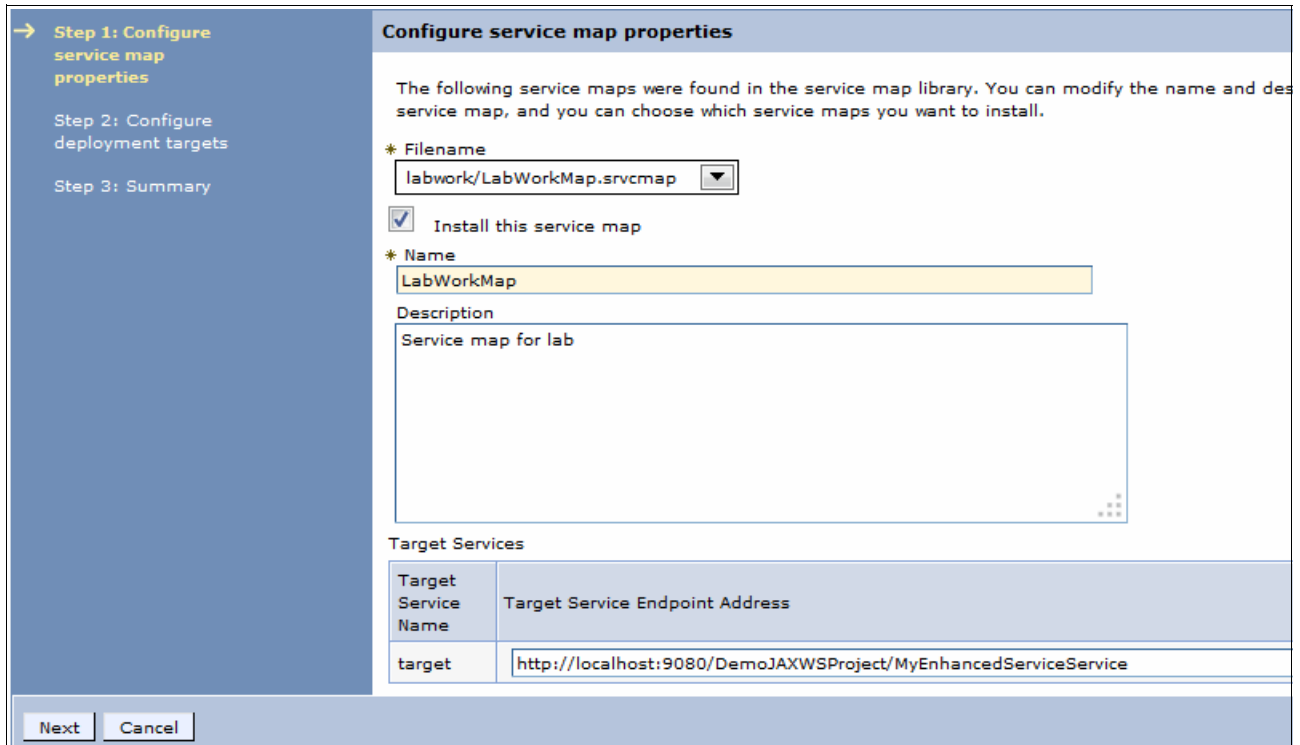 Step 1: Configure
service map
properties
Step 2: Configure
deployment targets
Step 3: Summary
Configure service map properties
The following service maps were found in the service map library. You can modify the name and des
service map, and you can choose which service maps you want to install.
* Filename
labwork/LabWorkMap.srvcmap
Install this service map
* Name
LabWorkMap
Description
Service map for lab
Target Services
Target
Service
Name
Target Service Endpoint Address
target
http://localhost:9080/DemoJAXWSProject/MyEnhancedServiceService
Next
Cancel